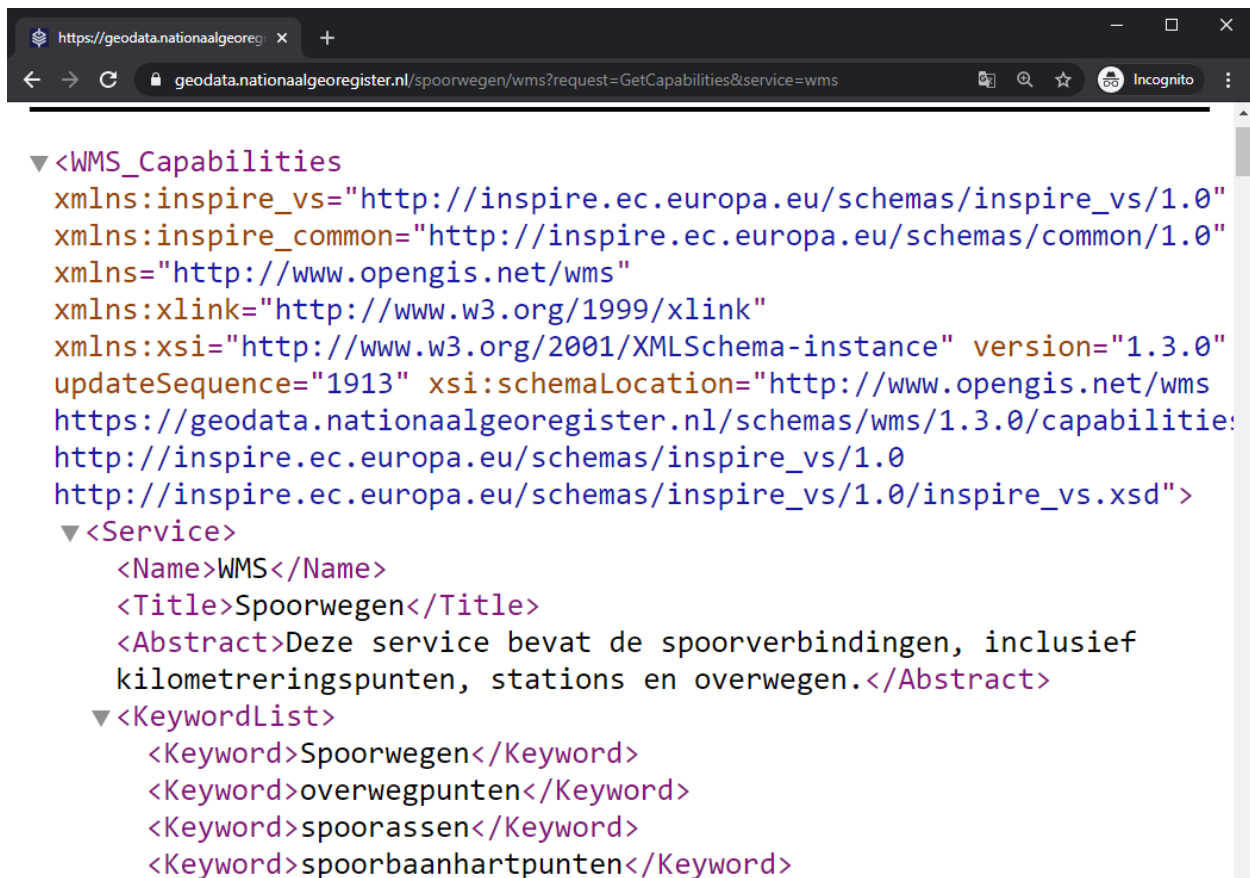 https://geodata.nationaalgeoregi
geodata.nationaalgeoregister.nl/spoorwegen/wms?request=GetCapabilities&service=wms
Incognito
<WMS_Capabilities
xmlns:inspire_vs="http://inspire.ec.europa.eu/schemas/inspire_vs/1.0"
xmlns:inspire_common="http://inspire.ec.europa.eu/schemas/common/1.0"
xmlns="http://www.opengis.net/wms"
xmlns:xlink="http://www.w3.org/1999/xlink"
xmlns:xsi="http://www.w3.org/2001/XMLSchema-instance" version="1.3.0"
updateSequence="1913" xsi:schemaLocation="http://www.opengis.net/wms
https://geodata.nationaalgeoregister.nl/schemas/wms/1.3.0/capabilities
http://inspire.ec.europa.eu/schemas/inspire_vs/1.0
http://inspire.ec.europa.eu/schemas/inspire_vs/1.0/inspire_vs.xsd">
<Service>
<Name>WMS</Name>
<Title>Spoorwegen</Title>
<Abstract>Deze service bevat de spoorverbindingen, inclusief
kilometreringspunten, stations en overwegen.</Abstract>
<KeywordList>
<Keyword>Spoorwegen</Keyword>
<Keyword>overwegpunten</Keyword>
<Keyword>spoorassen</Keyword>
<Keyword>spoorbaanhartpunten</Keyword>